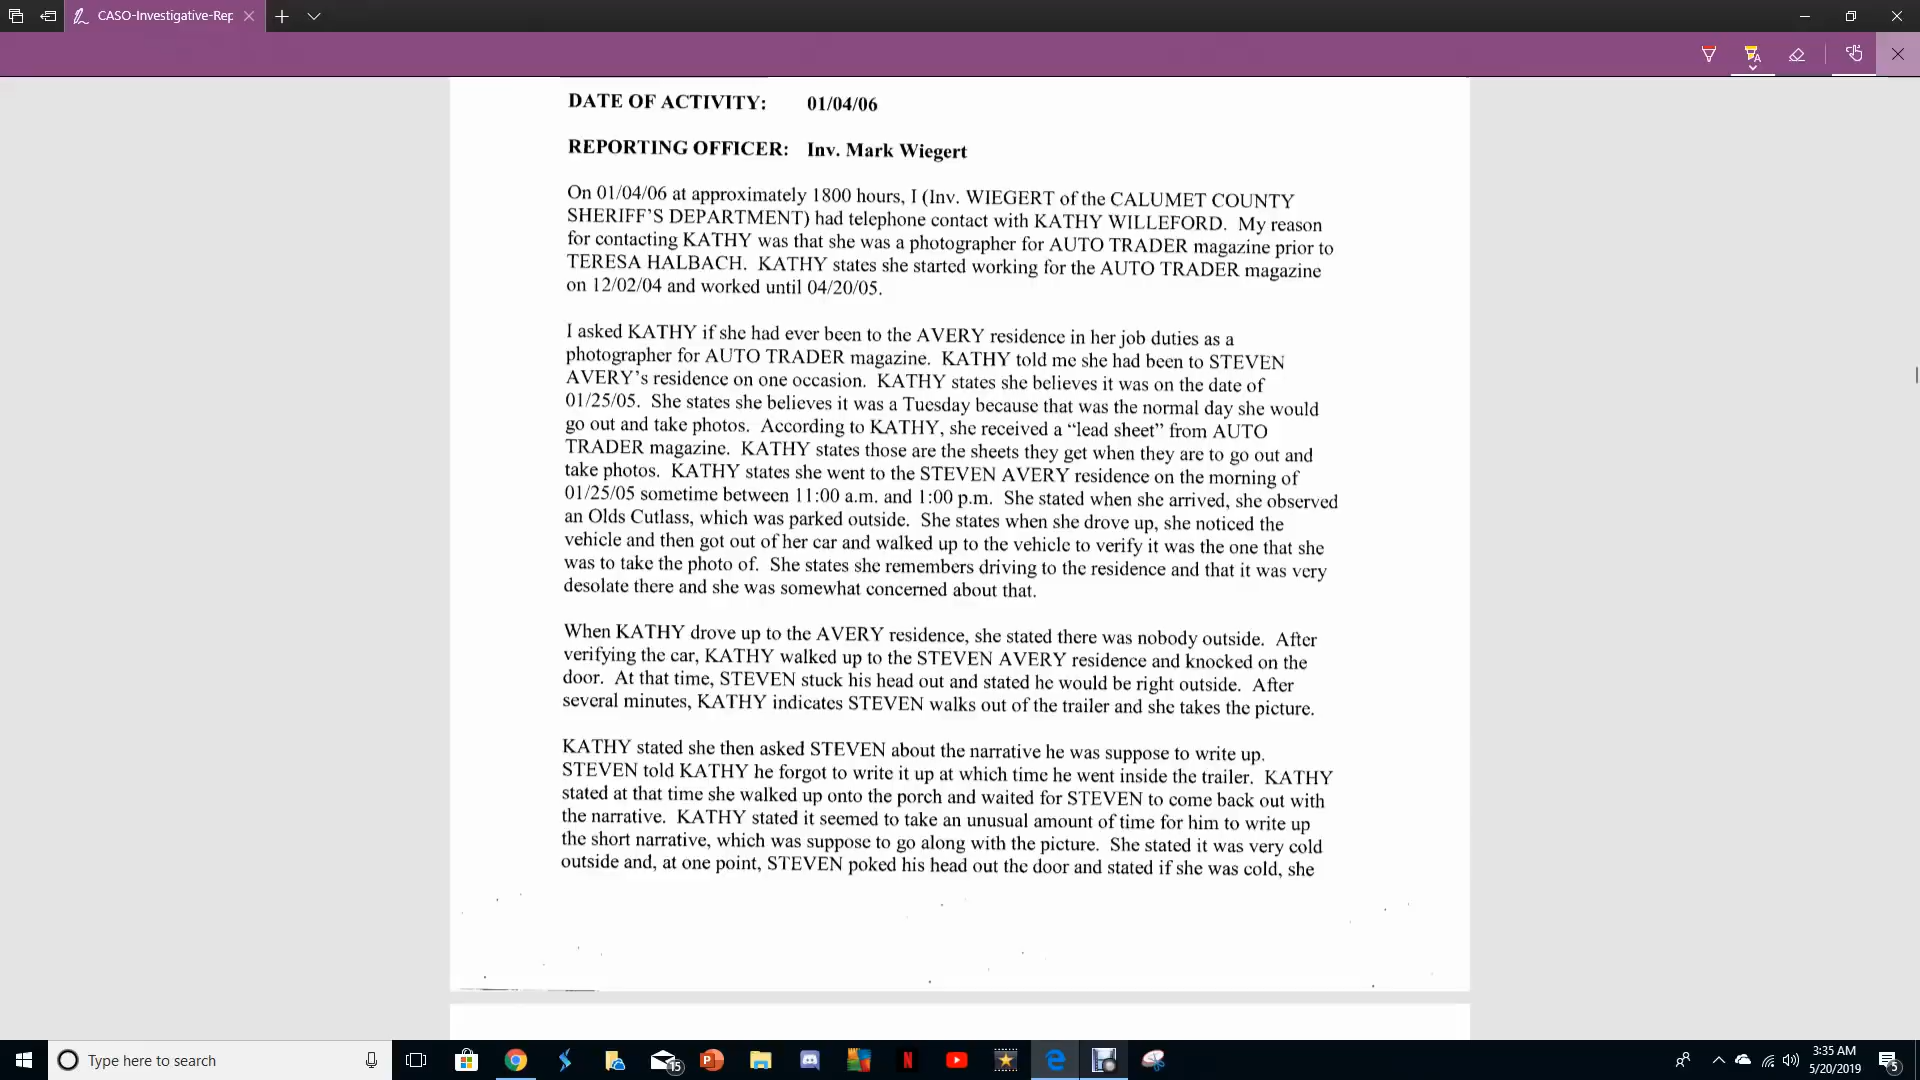 CASO-Investigative-Rep
DATE OF ACTIVITY: 01/04/06
REPORTING OFFICER: Inv. Mark Wiegert
On 01/04/06 at approximately 1800 hours, I (Inv. WIEGERT of the CALUMET COUNTY
SHERIFF'S DEPARTMENT) had telephone contact with KATHY WILLEFORD. My reason
for contacting KATHY was that she was a photographer for AUTO TRADER magazine prior to
TERESA HALBACH. KATHY states she started working for the AUTO TRADER magazine
on 12/02/04 and worked until 04/20/05.
I asked KATHY if she had ever been to the AVERY residence in her job duties as a
photographer for AUTO TRADER magazine. KATHY told me she had been to STEVEN
AVERY's residence on one occasion. KATHY states she believes it was on the date of
01/25/05. She states she believes it was a Tuesday because that was the normal day she would
go out and take photos. According to KATHY, she received a “lead sheet” from AUTO
TRADER magazine. KATHY states those are the sheets they get when they are to go out and
take photos. KATHY states she went to the STEVEN AVERY residence on the morning of
01/25/05 sometime between 11:00 a.m. and 1:00 p.m. She stated when she arrived, she observed
an Olds Cutlass, which was parked outside. She states when she drove up, she noticed the
vehicle and then got out of her car and walked up to the vehicle to verify it was the one that she
was to take the photo of. She states she remembers driving to the residence and that it was very
desolate there and she was somewhat concerned about that.
When KATHY drove up to the AVERY residence, she stated there was nobody outside. After
verifying the car, KATHY walked up to the STEVEN AVERY residence and knocked on the
door. At that time, STEVEN stuck his head out and stated he would be right outside. After
several minutes, KATHY indicates STEVEN walks out of the trailer and she takes the picture.
KATHY stated she then asked STEVEN about the narrative he was suppose to write up.
STEVEN told KATHY he forgot to write it up at which time he went inside the trailer. KATHY
stated at that time she walked up onto the porch and waited for STEVEN to come back out with
the narrative. KATHY stated it seemed to take an unusual amount of time for him to write up
the short narrative, which was suppose to go along with the picture. She stated it was very cold
outside and, at one point, STEVEN poked his head out the door and stated if she was cold, she
Type here to search
15
3:35 AM
5/20/2019
5